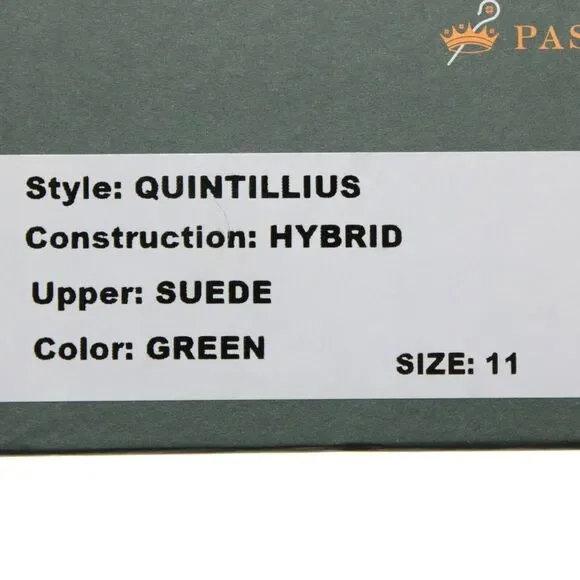 PAS
Style: QUINTILLIUS
Construction: HYBRID
Upper: SUEDE
Color: GREEN
SIZE: 11